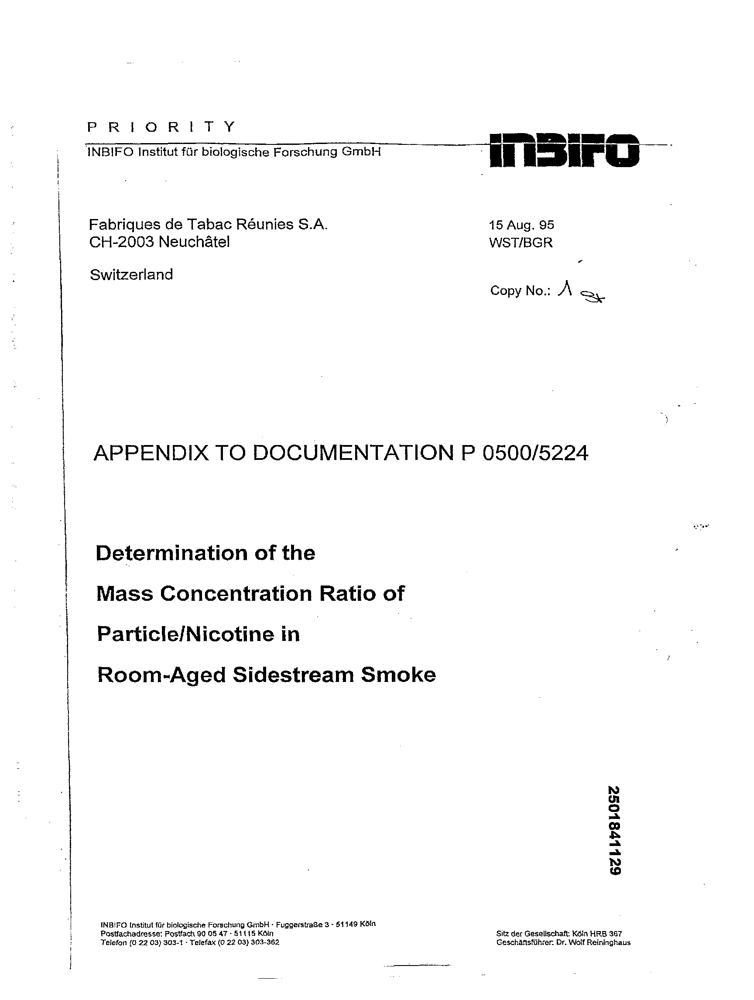 PRIORITY
INBIFO Institut für biologische Forschung GmbH
INBIFO
Fabriques de Tabac Réunies S.A.
CH-2003 Neuchâtel
Switzerland
15 Aug. 95
WST/BGR
Copy No.: 1
APPENDIX TO DOCUMENTATION P 0500/5224
Determination of the
Mass Concentration Ratio of
Particle/Nicotine in
Room-Aged Sidestream Smoke
2501841129
INBIFO Institut für biologische Forschung GmbH · Fuggerstraße 3 · 51149 Köln
Postfachadresse: Postfach 90 05 47 · 51115 Köln
Telefon (0 22 03) 303-1 · Telefax (0 22 03) 303-362
Sitz der Gesellschaft: Köln HRB 367
Geschäftsführer: Dr. Wolf Reininghaus